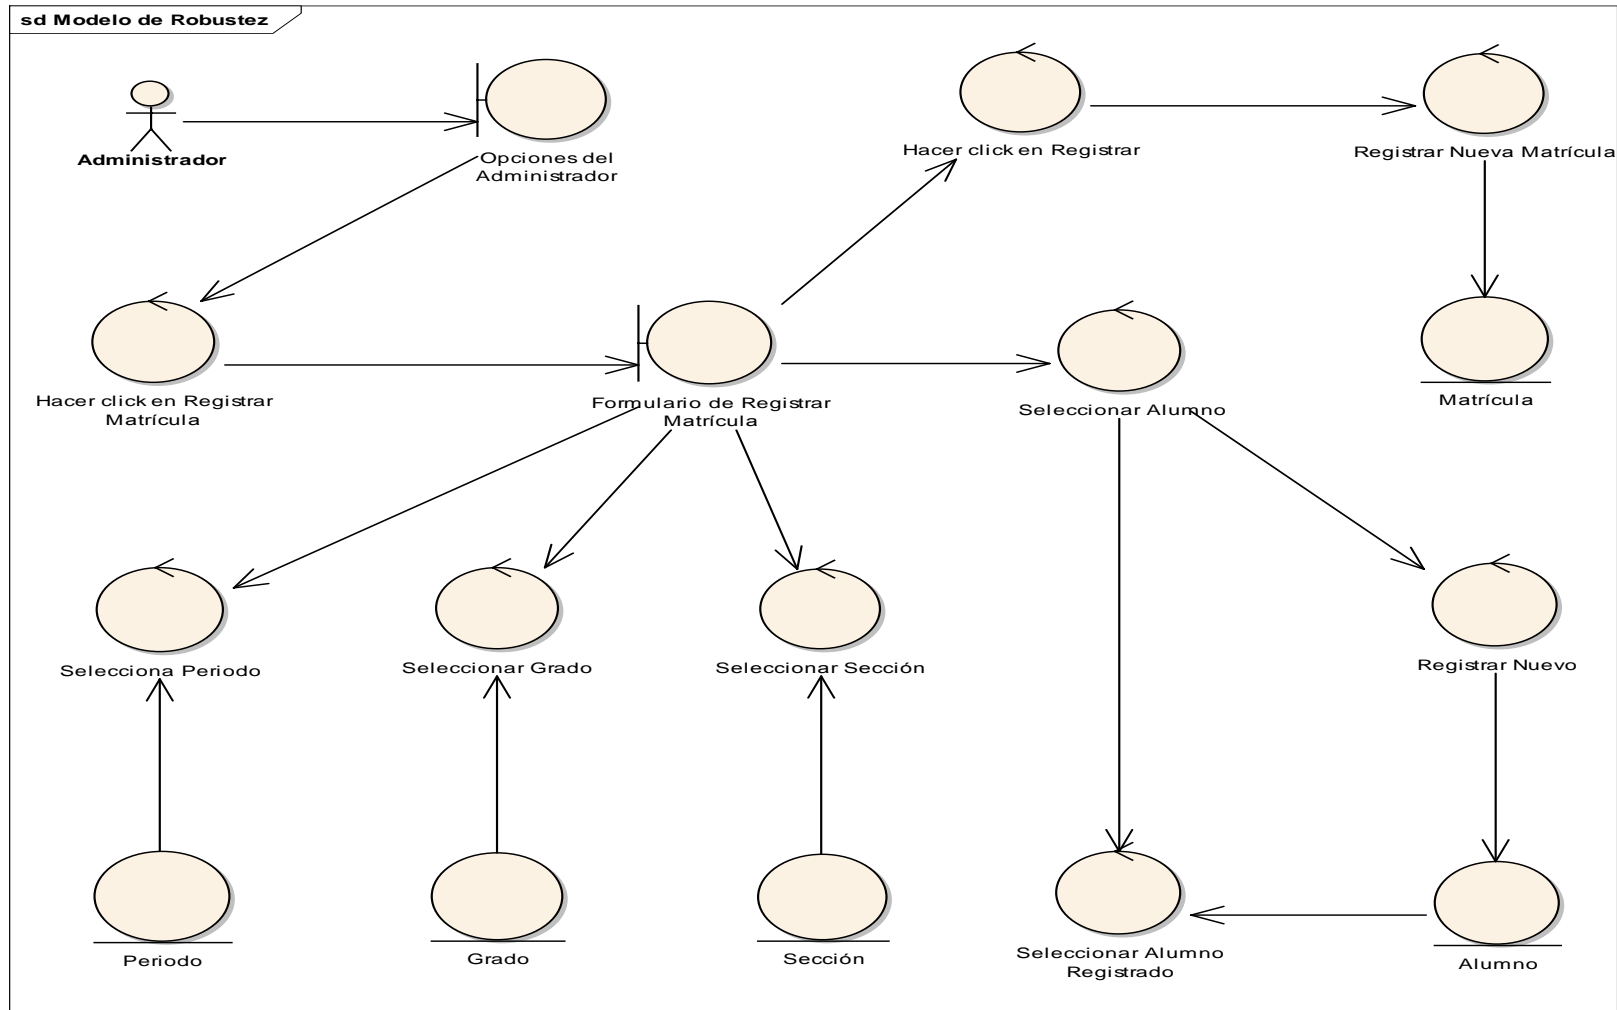 sd Modelo de Robustez
Administrador
Opciones del
Administrador
Hacer click en Registrar
Registrar Nueva Matrícula
Hacer click en Registrar
Matrícula
Formulario de Registrar
Matrícula
Seleccionar Alumno
Matrícula
Selecciona Periodo
Seleccionar Grado
Seleccionar Sección
Registrar Nuevo
Periodo
Grado
Sección
Seleccionar Alumno
Registrado
Alumno